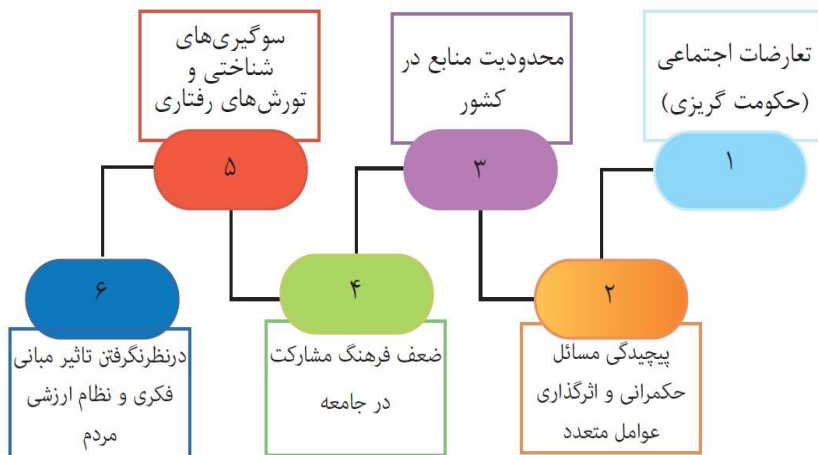 ۱
تعارضات اجتماعی
(حکومت گریزی)
۲
پیچیدگی مسائل
حکمرانی و اثرگذاری
عوامل متعدد
۳
محدودیت منابع در
کشور
۴
ضعف فرهنگ مشارکت
در جامعه
۵
سوگیری‌های
شناختی و
تورش‌های رفتاری
۶
درنظرنگرفتن تاثیر مبانی
فکری و نظام ارزشی
مردم